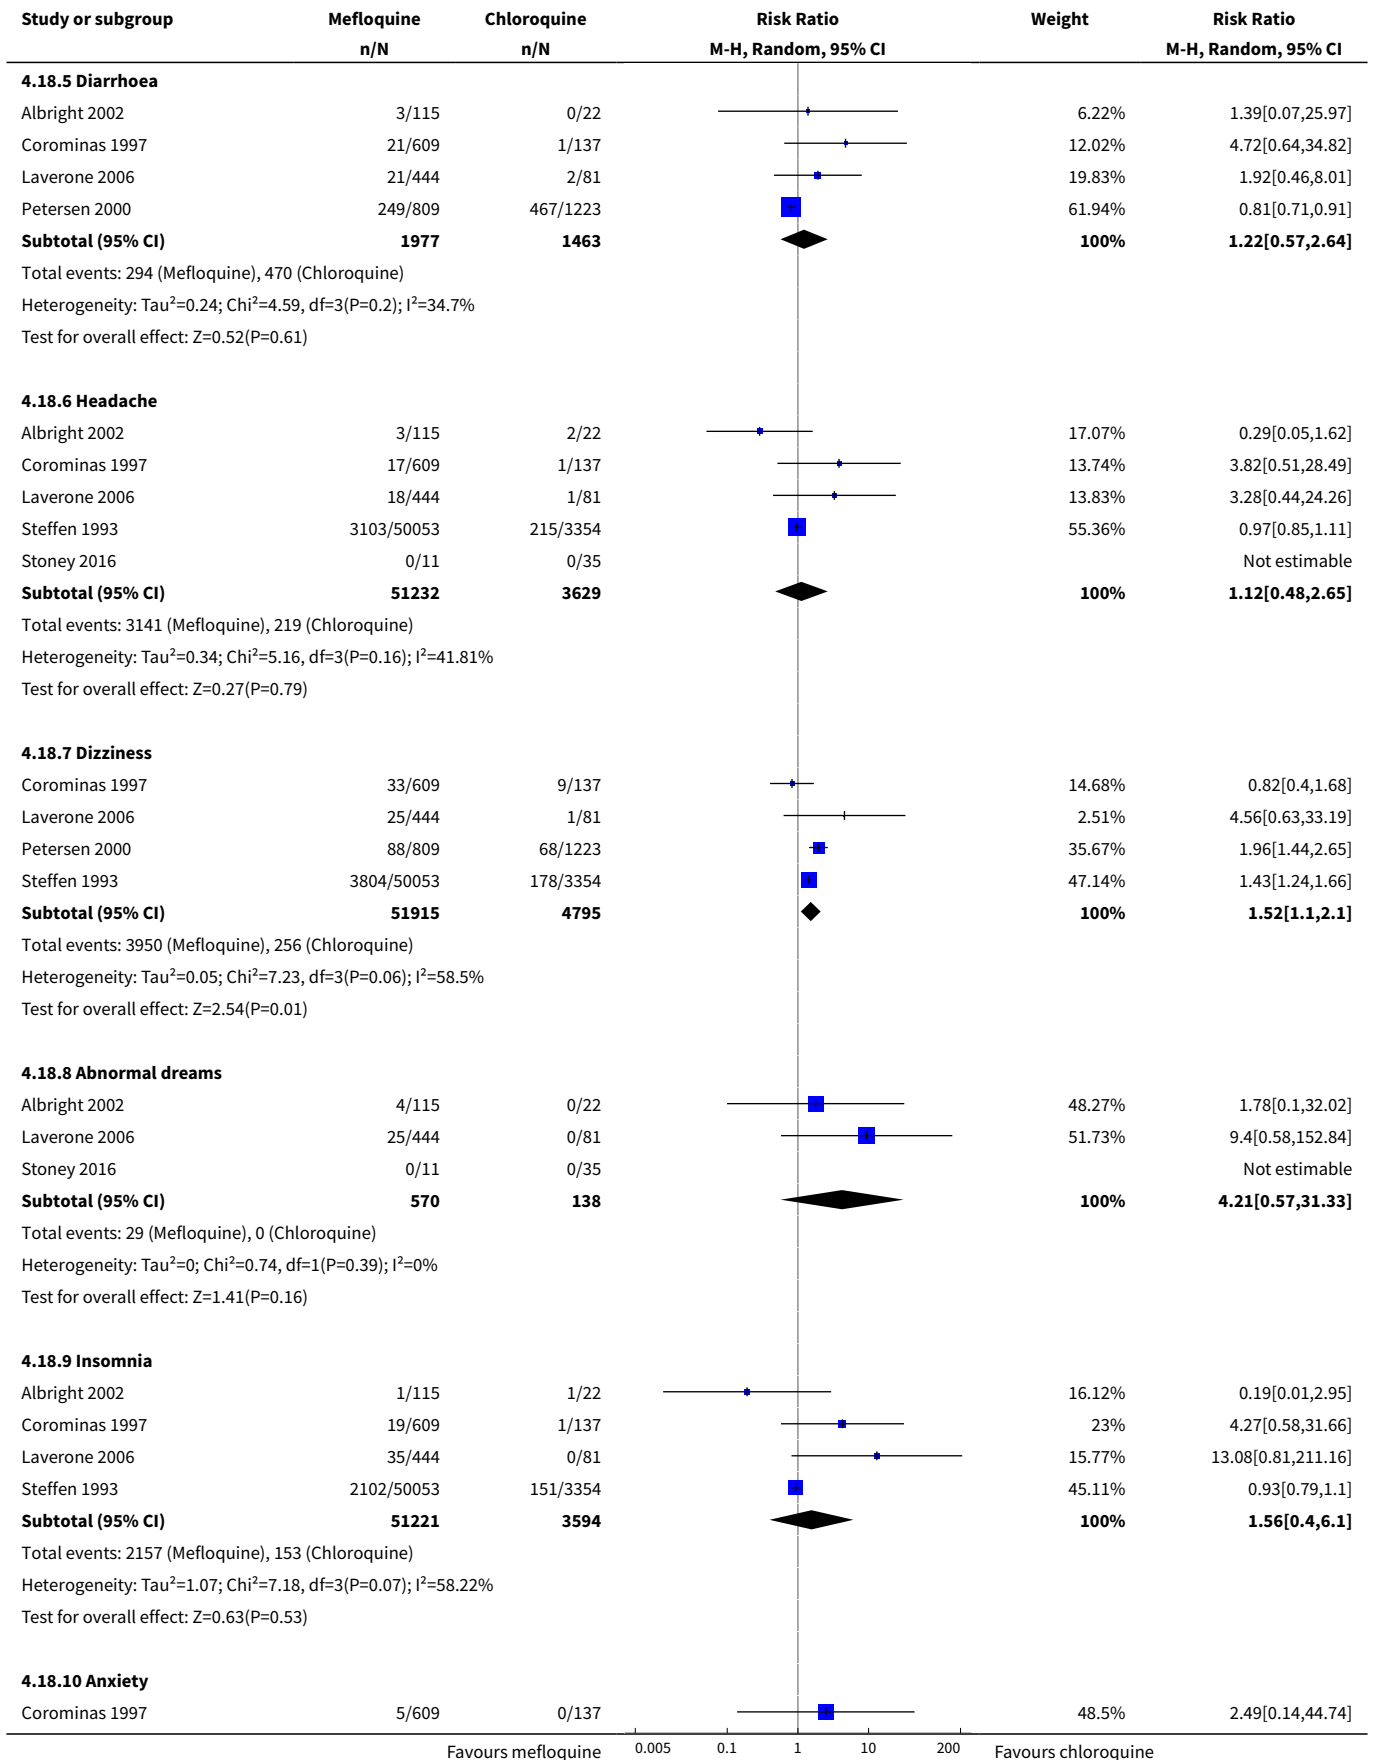 Study or subgroup Mefloquine Chloroquine Risk Ratio Weight Risk Ratio
n/N n/N M-H, Random, 95% CI M-H, Random, 95% CI
4.18.5 Diarrhoea
Albright 2002 3/115 0/22 6.22% 1.39[0.07,25.97]
Corominas 1997 21/609 1/137 12.02% 4.72[0.64,34.82]
Laverone 2006 21/444 2/81 19.83% 1.92[0.46,8.01]
Petersen 2000 249/809 467/1223 61.94% 0.81[0.71,0.91]
Subtotal (95% CI) 1977 1463 100% 1.22[0.57,2.64]
Total events: 294 (Mefloquine), 470 (Chloroquine)
Heterogeneity: Tau²=0.24; Chi²=4.59, df=3(P=0.2); I²=34.7%
Test for overall effect: Z=0.52(P=0.61)
4.18.6 Headache
Albright 2002 3/115 2/22 17.07% 0.29[0.05,1.62]
Corominas 1997 17/609 1/137 13.74% 3.82[0.51,28.49]
Laverone 2006 18/444 1/81 13.83% 3.28[0.44,24.26]
Steffen 1993 3103/50053 215/3354 55.36% 0.97[0.85,1.11]
Stoney 2016 0/11 0/35 Not estimable
Subtotal (95% CI) 51232 3629 100% 1.12[0.48,2.65]
Total events: 3141 (Mefloquine), 219 (Chloroquine)
Heterogeneity: Tau²=0.34; Chi²=5.16, df=3(P=0.16); I²=41.81%
Test for overall effect: Z=0.27(P=0.79)
4.18.7 Dizziness
Corominas 1997 33/609 9/137 14.68% 0.82[0.4,1.68]
Laverone 2006 25/444 1/81 2.51% 4.56[0.63,33.19]
Petersen 2000 88/809 68/1223 35.67% 1.96[1.44,2.65]
Steffen 1993 3804/50053 178/3354 47.14% 1.43[1.24,1.66]
Subtotal (95% CI) 51915 4795 100% 1.52[1.1,2.1]
Total events: 3950 (Mefloquine), 256 (Chloroquine)
Heterogeneity: Tau²=0.05; Chi²=7.23, df=3(P=0.06); I²=58.5%
Test for overall effect: Z=2.54(P=0.01)
4.18.8 Abnormal dreams
Albright 2002 4/115 0/22 48.27% 1.78[0.1,32.02]
Laverone 2006 25/444 0/81 51.73% 9.4[0.58,152.84]
Stoney 2016 0/11 0/35 Not estimable
Subtotal (95% CI) 570 138 100% 4.21[0.57,31.33]
Total events: 29 (Mefloquine), 0 (Chloroquine)
Heterogeneity: Tau²=0; Chi²=0.74, df=1(P=0.39); I²=0%
Test for overall effect: Z=1.41(P=0.16)
4.18.9 Insomnia
Albright 2002 1/115 1/22 16.12% 0.19[0.01,2.95]
Corominas 1997 19/609 1/137 23% 4.27[0.58,31.66]
Laverone 2006 35/444 0/81 15.77% 13.08[0.81,211.16]
Steffen 1993 2102/50053 151/3354 45.11% 0.93[0.79,1.1]
Subtotal (95% CI) 51221 3594 100% 1.56[0.4,6.1]
Total events: 2157 (Mefloquine), 153 (Chloroquine)
Heterogeneity: Tau²=1.07; Chi²=7.18, df=3(P=0.07); I²=58.22%
Test for overall effect: Z=0.63(P=0.53)
4.18.10 Anxiety
Corominas 1997 5/609 0/137 48.5% 2.49[0.14,44.74]
Favours mefloquine 0.005 0.1 1 10 200 Favours chloroquine